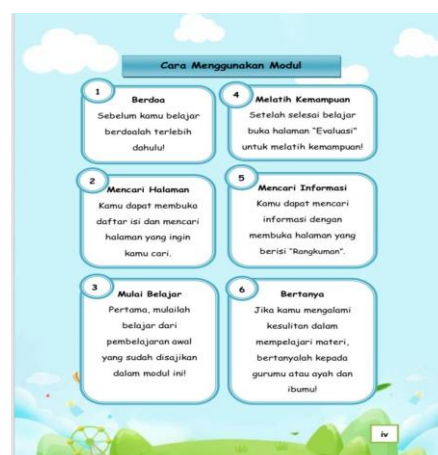 Cara Menggunakan Modul
1
Berdoa
Sebelum kamu belajar
berdoalah terlebih
dahulu!
2
Mencari Halaman
Kamu dapat membuka
daftar isi dan mencari
halaman yang ingin
kamu cari.
3
Mulai Belajar
Pertama, mulailah
belajar dari
pembelajaran awal
yang sudah disajikan
dalam modul ini!
4
Melatih Kemampuan
Setelah selesai belajar
buka halaman "Evaluasi"
untuk melatih kemampuan!
5
Mencari Informasi
Kamu dapat mencari
informasi dengan
membuka halaman yang
berisi "Rangkuman".
6
Bertanya
Jika kamu mengalami
kesulitan dalam
mempelajari materi,
bertanyalah kepada
gurumu atau ayah dan
ibumu!
iv